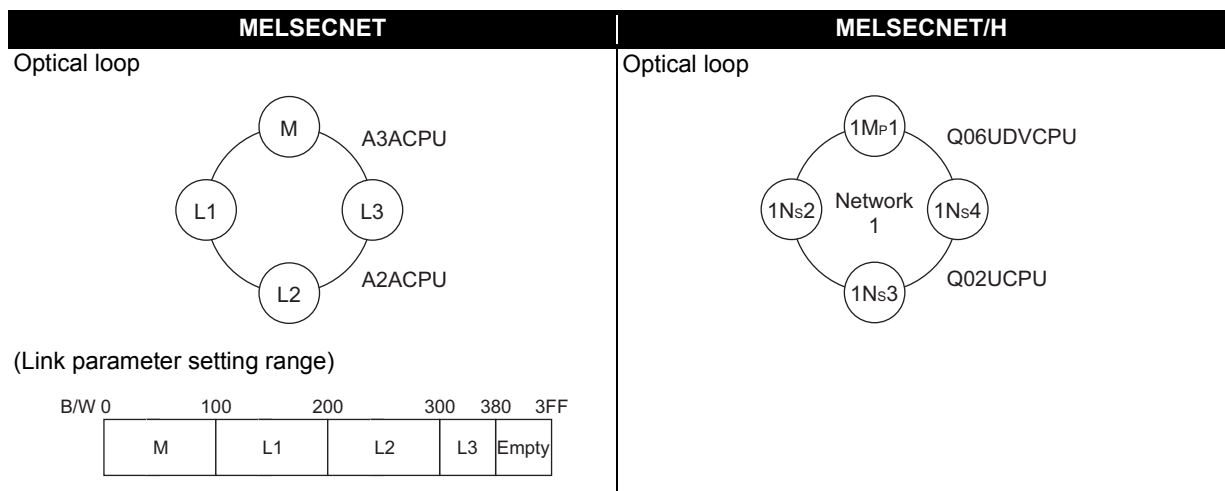 MELSECNET
MELSECNET/H
Optical loop
M
A3ACPU
L1
L3
L2
A2ACPU
(Link parameter setting range)
B/W 0 100 200 300 380 3FF
M L1 L2 L3 Empty
Optical loop
1MP1
Q06UDVCPU
1NS2
Network
1
1NS4
1NS3
Q02UCPU